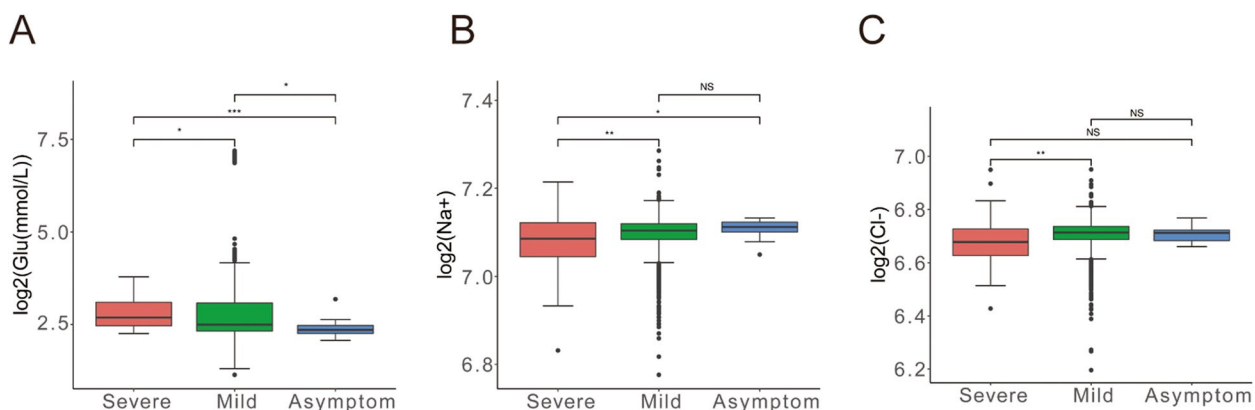 A
log2(Glu(mmol/L))
7.5
5.0
2.5
*
***
*
Severe
Mild
Asymptom
B
log2(Na+)
7.4
7.2
7.0
6.8
NS
*
**
Severe
Mild
Asymptom
C
log2(Cl-)
7.0
6.8
6.6
6.4
6.2
NS
NS
**
Severe
Mild
Asymptom